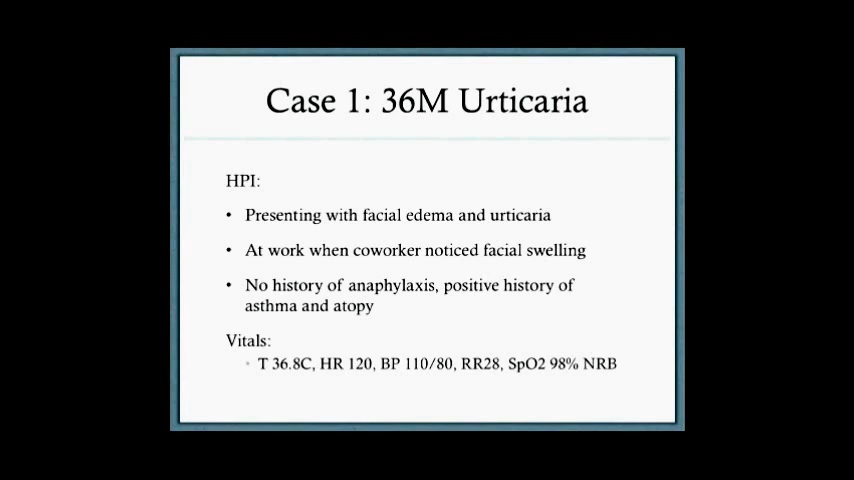 Case 1: 36M Urticaria
HPI:
• Presenting with facial edema and urticaria
• At work when coworker noticed facial swelling
• No history of anaphylaxis, positive history of
asthma and atopy
Vitals:
• T 36.8C, HR 120, BP 110/80, RR28, SpO2 98% NRB